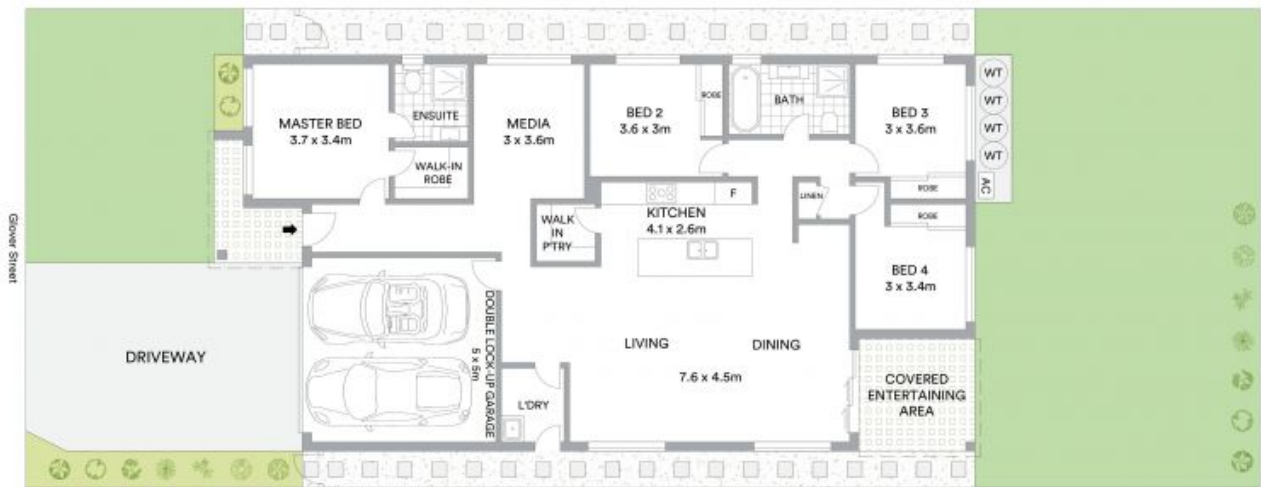 Glover Street
DRIVEWAY
MASTER BED
3.7 x 3.4m
ENSUITE
WALK-IN
ROBE
MEDIA
3 x 3.6m
BED 2
3.6 x 3m
ROBE
BATH
BED 3
3 x 3.6m
ROBE
WT
WT
WT
WT
AC
LINEN
ROBE
BED 4
3 x 3.4m
WALK
IN
P'TRY
KITCHEN
4.1 x 2.6m
F
DOUBLE LOCK-UP GARAGE
5 x 5m
L'DRY
LIVING
DINING
7.6 x 4.5m
COVERED
ENTERTAINING
AREA